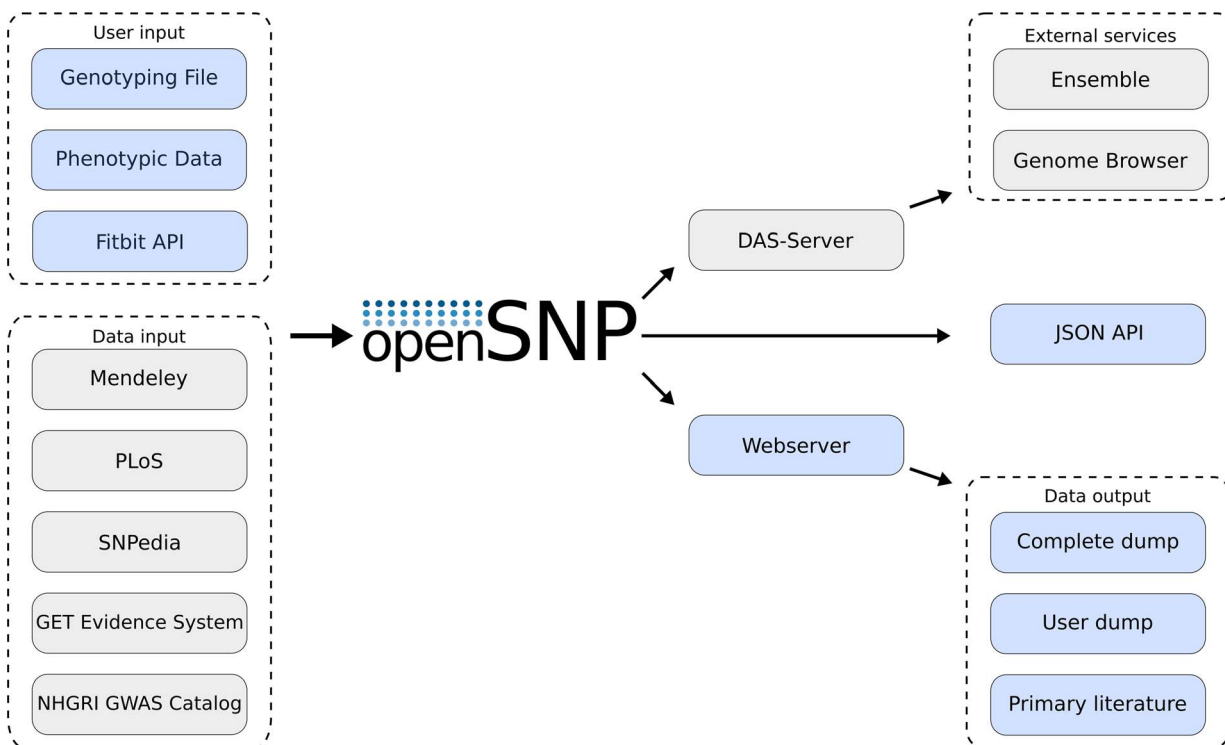 User input
Genotyping File
Phenotypic Data
Fitbit API
Data input
Mendeley
PLoS
SNPedia
GET Evidence System
NHGRI GWAS Catalog
openSNP
DAS-Server
Webserver
External services
Ensemble
Genome Browser
JSON API
Data output
Complete dump
User dump
Primary literature